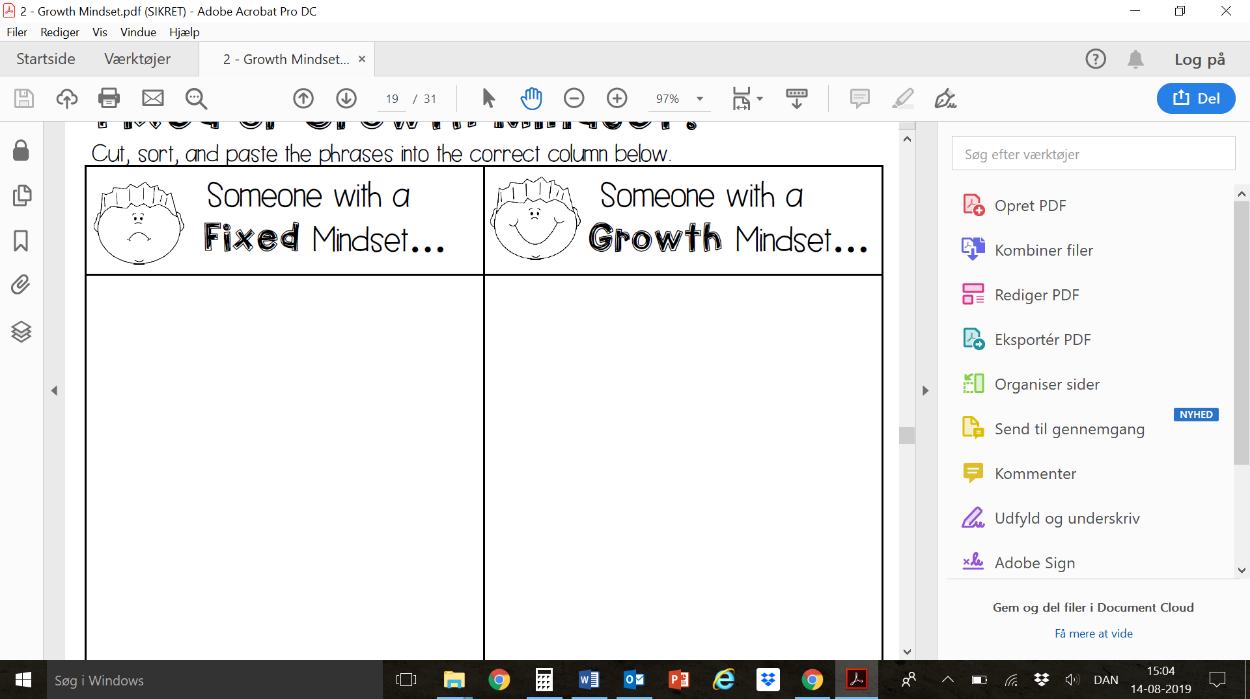 2 - Growth Mindset.pdf (SIKRET) - Adobe Acrobat Pro DC
Filer Rediger Vis Vindue Hjælp
Startside Værktøjer 2 - Growth Mindset... × Log på
19 / 31 97% Del
Cut, sort, and paste the phrases into the correct column below.
Someone with a
Fixed Mindset...
Someone with a
Growth Mindset...
Søg efter værktøjer
Opret PDF
Kombiner filer
Rediger PDF
Eksportér PDF
Organiser sider
NYHED
Send til gennemgang
Kommenter
Udfyld og underskriv
Adobe Sign
Gem og del filer i Document Cloud
Få mere at vide
Søg i Windows
DAN
15:04
14-08-2019